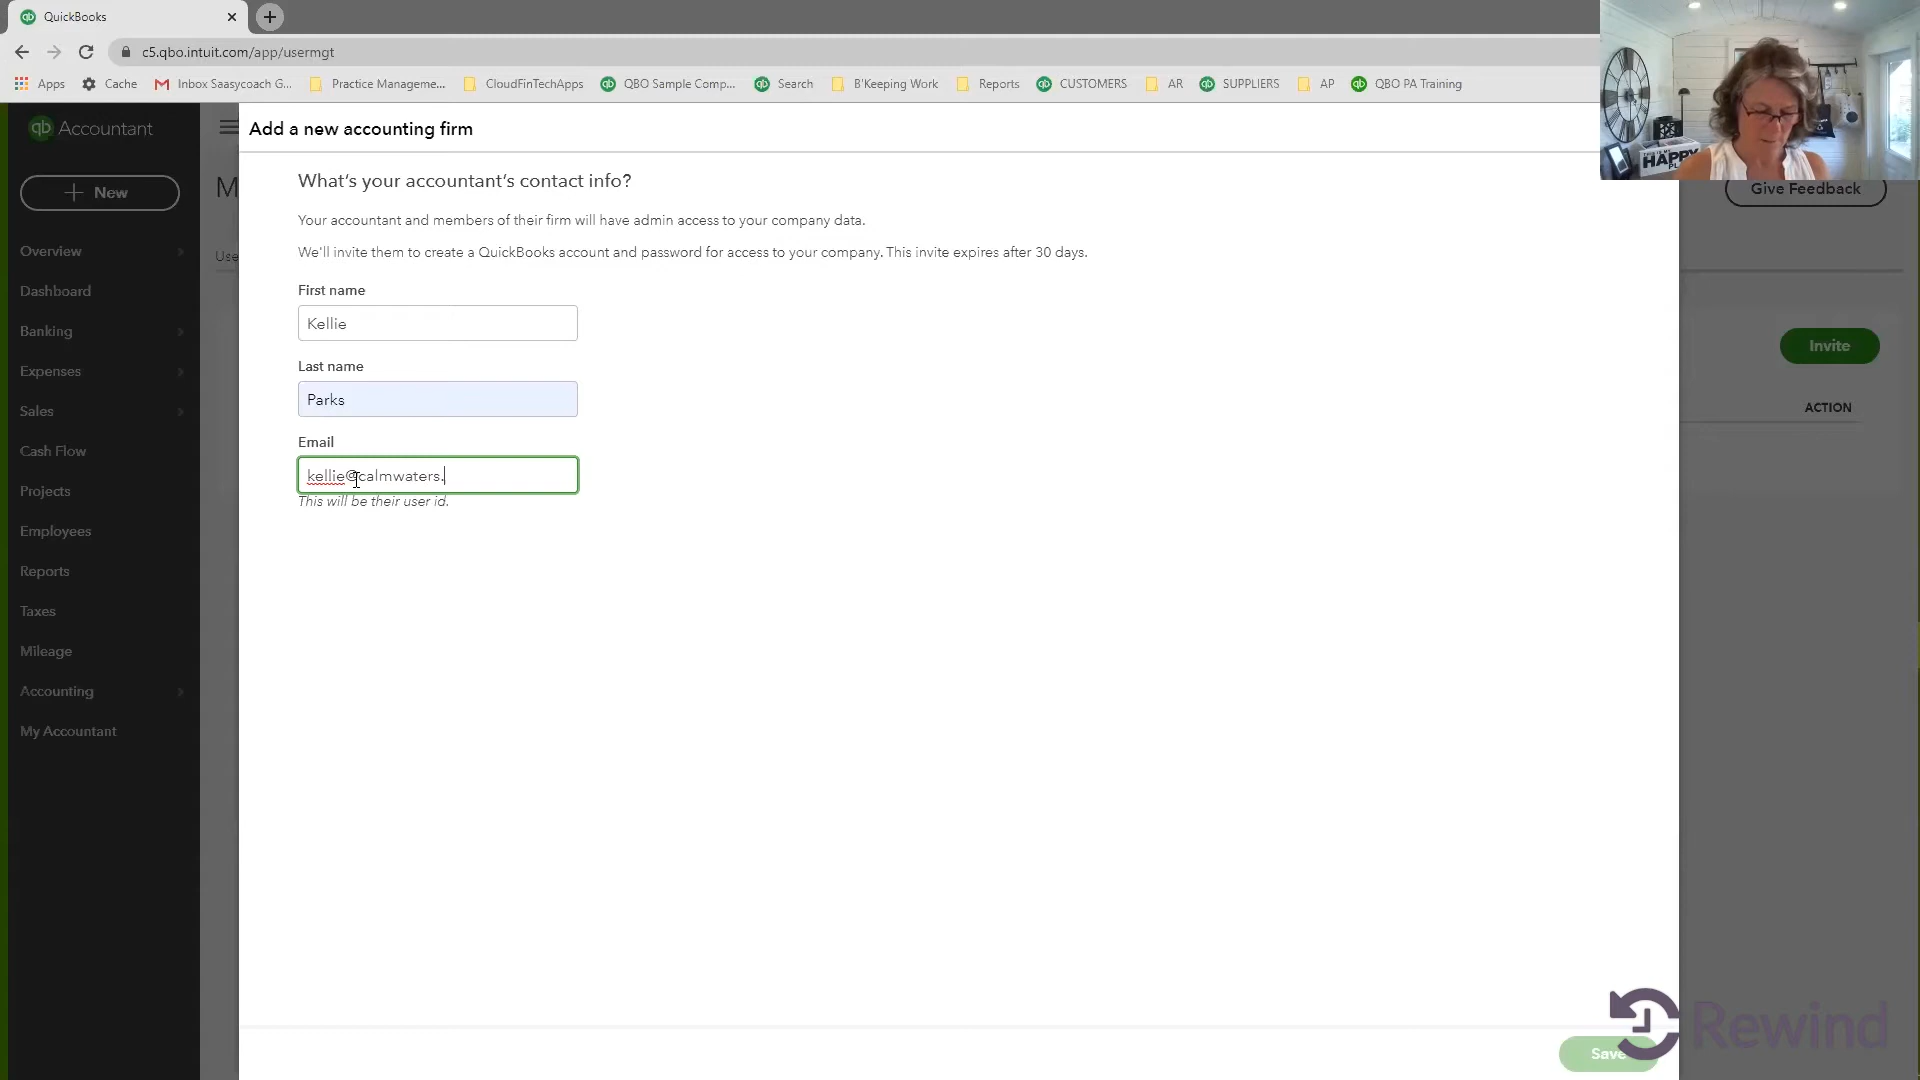 QuickBooks
c5.qbo.intuit.com/app/usermgt
Apps Cache Inbox Saasycoach G... Practice Manageme... CloudFinTechApps QBO Sample Comp... Search B'Keeping Work Reports CUSTOMERS AR SUPPLIERS AP QBO PA Training
qb Accountant
New
Overview
Dashboard
Banking
Expenses
Sales
Cash Flow
Projects
Employees
Reports
Taxes
Mileage
Accounting
My Accountant
M
Use
Add a new accounting firm
What's your accountant's contact info?
Your accountant and members of their firm will have admin access to your company data.
We'll invite them to create a QuickBooks account and password for access to your company. This invite expires after 30 days.
First name
Kellie
Last name
Parks
Email
kellie@calmwaters.
This will be their user id.
HAPPY
Give Feedback
Invite
ACTION
Save
Rewind